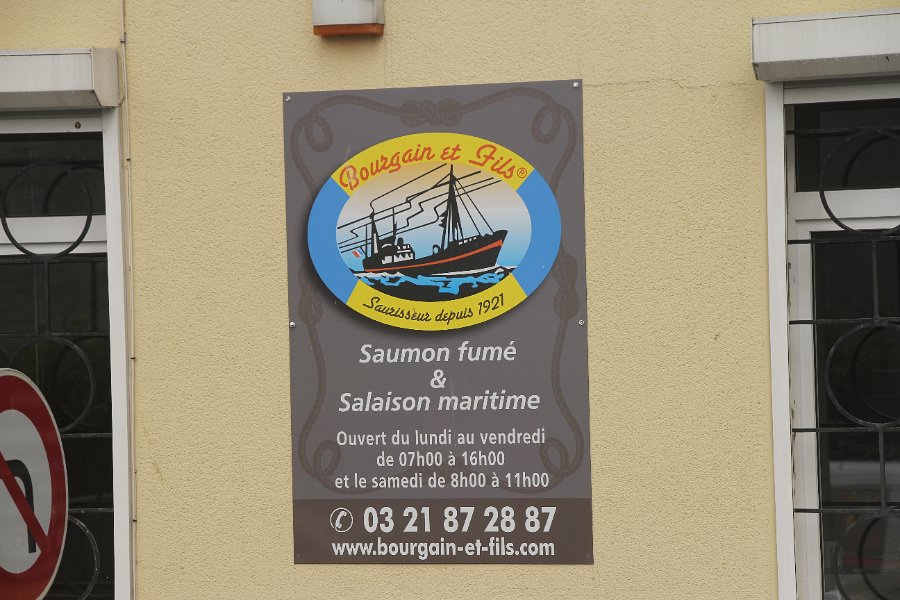 Bourgain et Fils®
Saurisseur depuis 1921
Saumon fumé
&
Salaison maritime
Ouvert du lundi au vendredi
de 07h00 à 16h00
et le samedi de 8h00 à 11h00
✆ 03 21 87 28 87
www.bourgain-et-fils.com